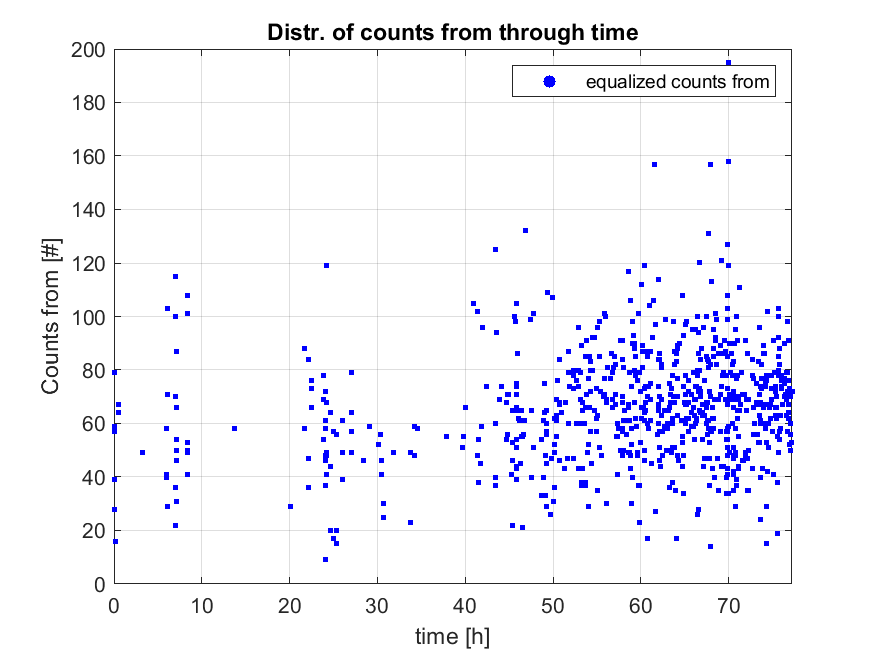 Distr. of counts from through time
equalized counts from
Counts from [#]
200
180
160
140
120
100
80
60
40
20
0
0 10 20 30 40 50 60 70
time [h]